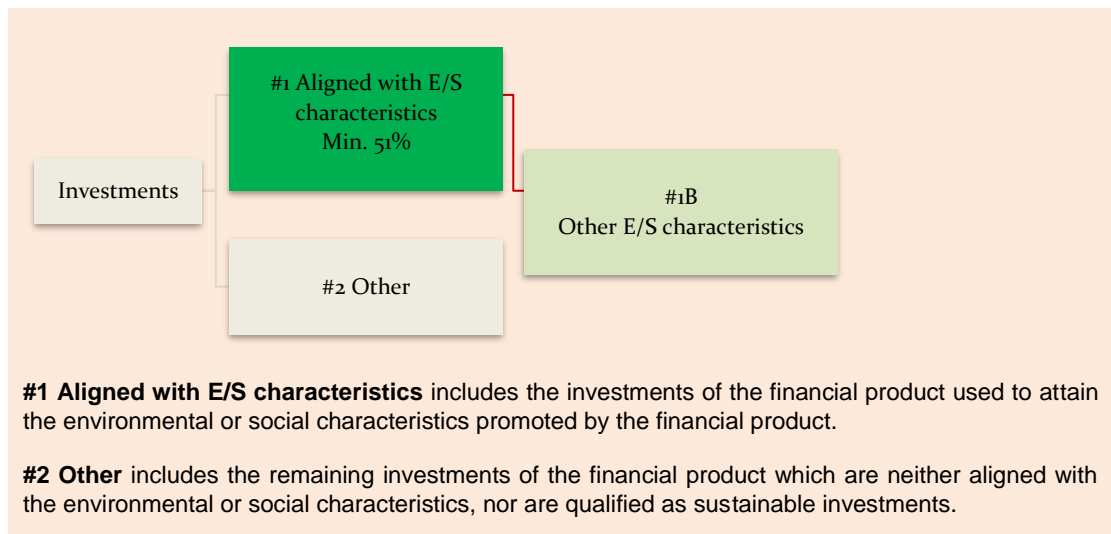 #1 Aligned with E/S
characteristics
Min. 51%
Investments
#1B
Other E/S characteristics
#2 Other
#1 Aligned with E/S characteristics includes the investments of the financial product used to attain
the environmental or social characteristics promoted by the financial product.
#2 Other includes the remaining investments of the financial product which are neither aligned with
the environmental or social characteristics, nor are qualified as sustainable investments.